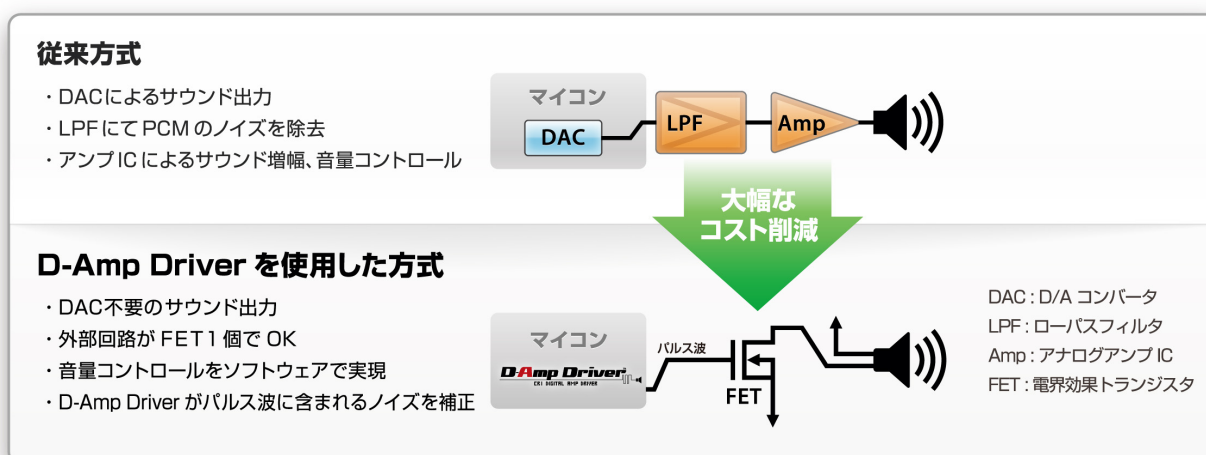 従来方式
・DACによるサウンド出力
・LPFにてPCMのノイズを除去
・アンプICによるサウンド増幅、音量コントロール
マイコン
DAC
LPF
Amp
大幅な
コスト削減
D-Amp Driver を使用した方式
・DAC不要のサウンド出力
・外部回路がFET1個でOK
・音量コントロールをソフトウェアで実現
・D-Amp Driverがパルス波に含まれるノイズを補正
マイコン
D-Amp Driver
CRI DIGITAL AMP DRIVER
パルス波
FET
DAC : D/A コンバータ
LPF : ローパスフィルタ
Amp : アナログアンプ IC
FET : 電界効果トランジスタ